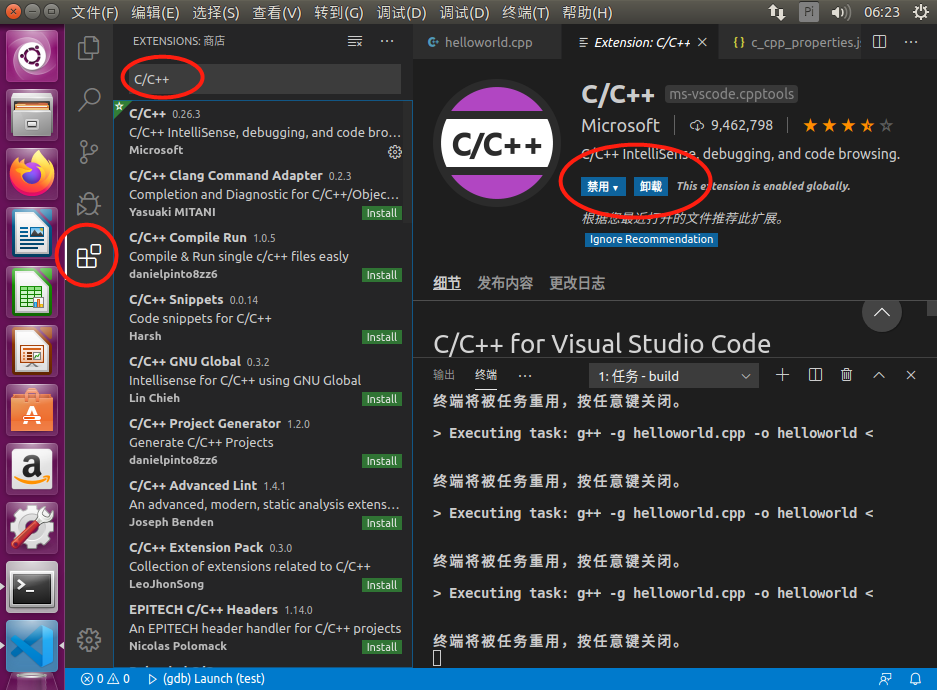 文件(F) 编辑(E) 选择(S) 查看(V) 转到(G) 调试(D) 调试(D) 终端(T) 帮助(H) Pi 06:23
EXTENSIONS: 商店
C/C++
C/C++ 0.26.3
C/C++ IntelliSense, debugging, and code bro...
Microsoft
C/C++ Clang Command Adapter 0.2.3
Completion and Diagnostic for C/C++/Objec...
Yasuaki MITANI Install
C/C++ Compile Run 1.0.5
Compile & Run single c/c++ files easly
danielpinto8zz6 Install
C/C++ Snippets 0.0.14
Code snippets for C/C++
Harsh Install
C/C++ GNU Global 0.3.2
Intellisense for C/C++ using GNU Global
Lin Chieh Install
C/C++ Project Generator 1.2.0
Generate C/C++ Projects
danielpinto8zz6 Install
C/C++ Advanced Lint 1.4.1
An advanced, modern, static analysis extens...
Joseph Benden Install
C/C++ Extension Pack 0.3.0
Collection of extensions related to C/C++
LeoJhonSong Install
EPITECH C/C++ Headers 1.14.0
An EPITECH header handler for C/C++ projects
Nicolas Polomack Install
helloworld.cpp Extension: C/C++ {} c_cpp_properties.js
C/C++
C/C++ ms-vscode.cpptools
Microsoft 9,462,798
C/C++ IntelliSense, debugging, and code browsing.
禁用 卸载 This extension is enabled globally.
根据您最近打开的文件推荐此扩展。
Ignore Recommendation
细节 发布内容 更改日志
C/C++ for Visual Studio Code
输出 终端 ... 1: 任务 - build
终端将被任务重用，按任意键关闭。
> Executing task: g++ -g helloworld.cpp -o helloworld <
终端将被任务重用，按任意键关闭。
> Executing task: g++ -g helloworld.cpp -o helloworld <
终端将被任务重用，按任意键关闭。
> Executing task: g++ -g helloworld.cpp -o helloworld <
终端将被任务重用，按任意键关闭。
0 0 (gdb) Launch (test)